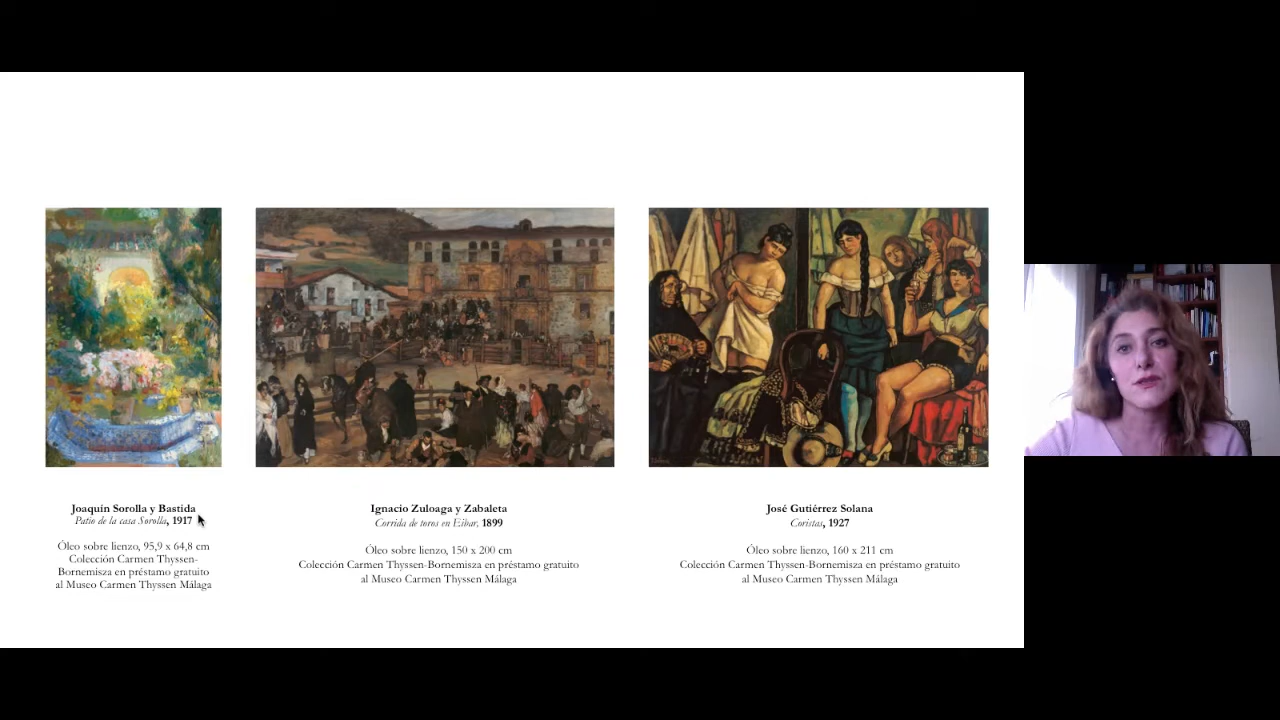 Joaquín Sorolla y Bastida
Patio de la casa Sorolla, 1917
Óleo sobre lienzo, 95,9 x 64,8 cm
Colección Carmen Thyssen-
Bornemisza en préstamo gratuito
al Museo Carmen Thyssen Málaga
Ignacio Zuloaga y Zabaleta
Corrida de toros en Eibar, 1899
Óleo sobre lienzo, 150 x 200 cm
Colección Carmen Thyssen-Bornemisza en préstamo gratuito
al Museo Carmen Thyssen Málaga
José Gutiérrez Solana
Coristas, 1927
Óleo sobre lienzo, 160 x 211 cm
Colección Carmen Thyssen-Bornemisza en préstamo gratuito
al Museo Carmen Thyssen Málaga